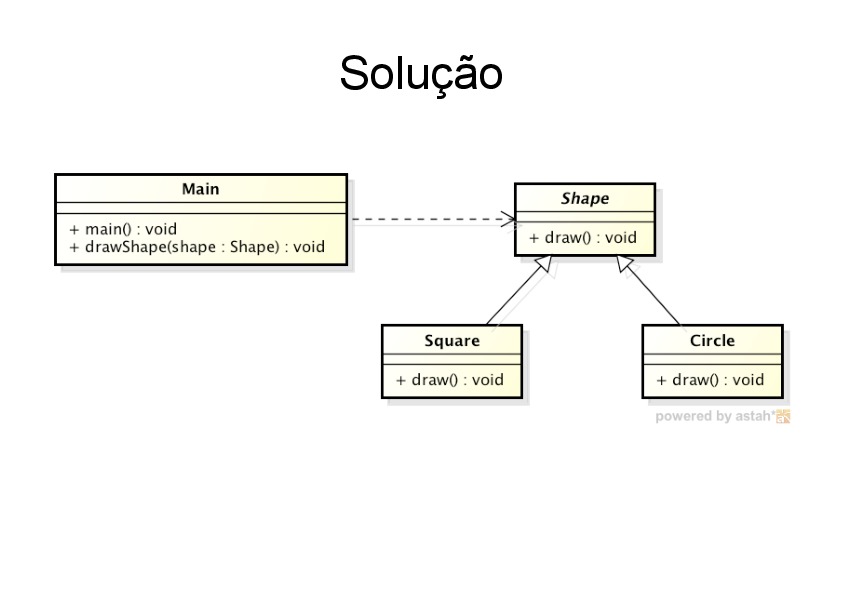 Solução
Main
+ main() : void
+ drawShape(shape : Shape) : void
Shape
+ draw() : void
Square
+ draw() : void
Circle
+ draw() : void
powered by astah*